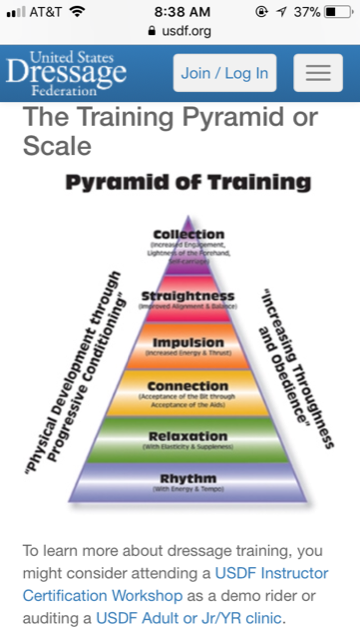 AT&T 8:38 AM 37%
usdf.org
United States
Dressage
Federation
Join / Log In
The Training Pyramid or
Scale
Pyramid of Training
Collection
(Increased Engagement,
Lightness of the Forehand,
Self-carriage)
Straightness
(Improved Alignment & Balance)
Impulsion
(Increased Energy & Thrust)
Connection
(Acceptance of the Bit through
Acceptance of the Aids)
Relaxation
(With Elasticity & Suppleness)
Rhythm
(With Energy & Tempo)
"Physical Development through
Progressive Conditioning"
"Increasing Throughness
and Obedience"
To learn more about dressage training, you
might consider attending a USDF Instructor
Certification Workshop as a demo rider or
auditing a USDF Adult or Jr/YR clinic.